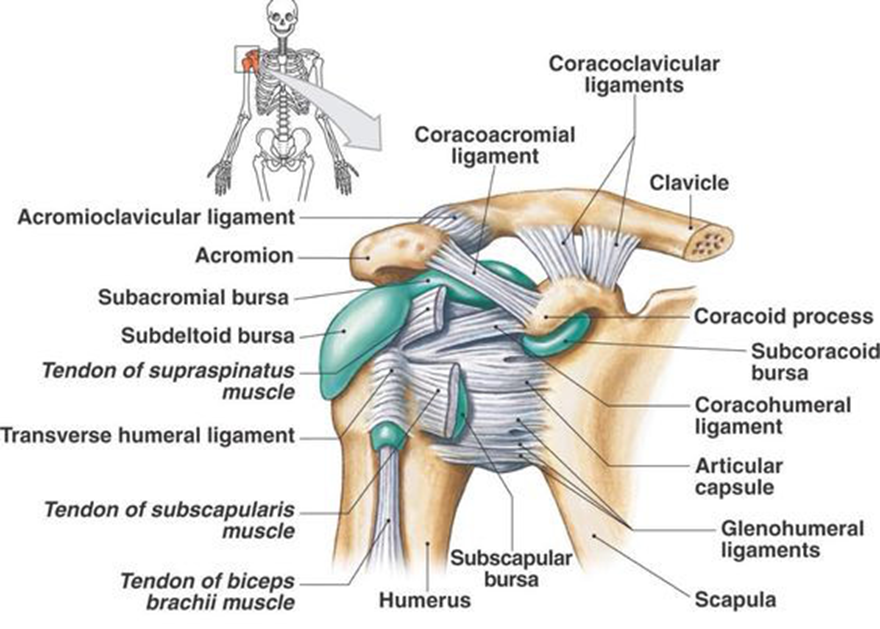 Coracoclavicular
ligaments
Coracoacromial
ligament
Clavicle
Acromioclavicular ligament
Acromion
Subacromial bursa
Subdeltoid bursa
Tendon of supraspinatus
muscle
Transverse humeral ligament
Tendon of subscapularis
muscle
Tendon of biceps
brachii muscle
Humerus
Subscapular
bursa
Coracoid process
Subcoracoid
bursa
Coracohumeral
ligament
Articular
capsule
Glenohumeral
ligaments
Scapula